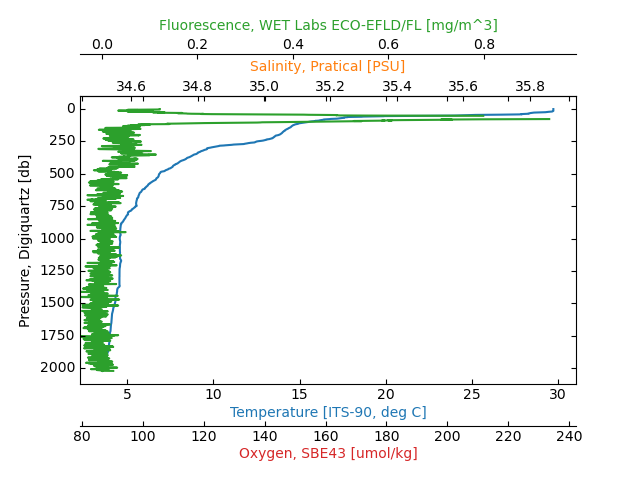 Fluorescence, WET Labs ECO-EFLD/FL [mg/m^3]
0.0 0.2 0.4 0.6 0.8
Salinity, Pratical [PSU]
34.6 34.8 35.0 35.2 35.4 35.6 35.8
Pressure, Digiquartz [db]
0
250
500
750
1000
1250
1500
1750
2000
5 10 15 20 25 30
Temperature [ITS-90, deg C]
80 100 120 140 160 180 200 220 240
Oxygen, SBE43 [umol/kg]